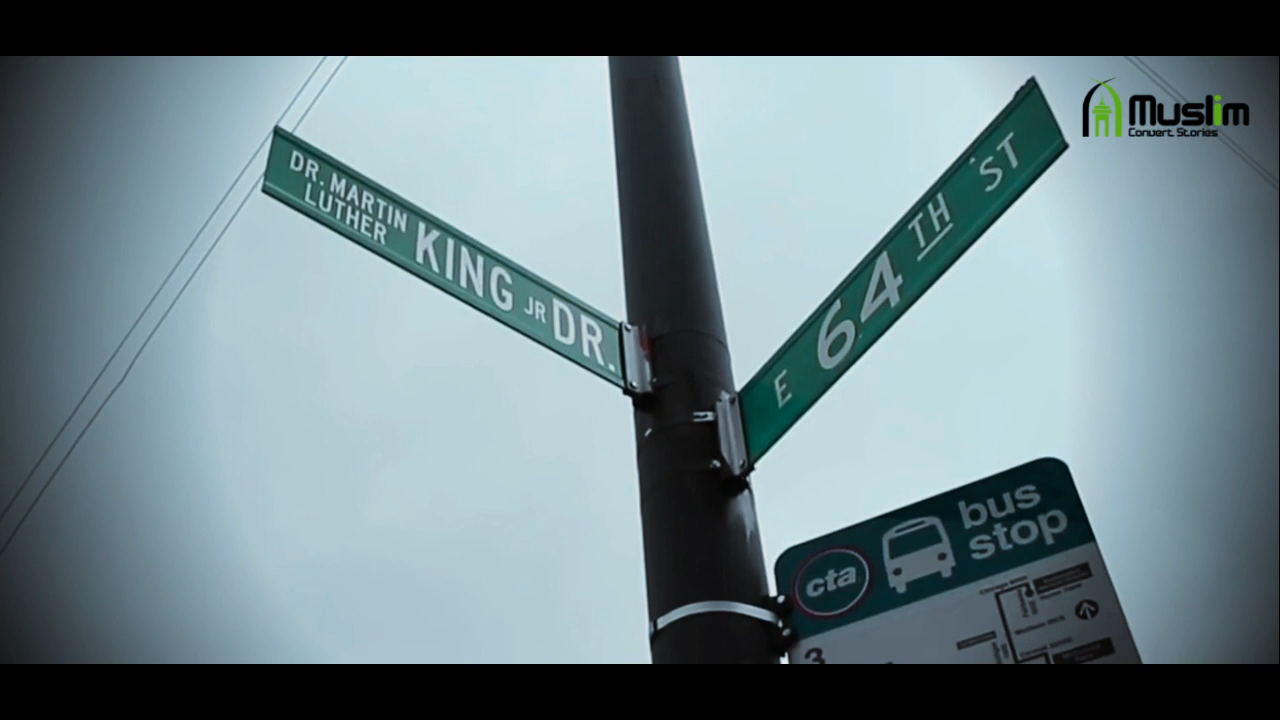 Muslim
Convert Stories
DR. MARTIN
LUTHER
KING JR DR.
E 64TH ST
cta
bus
stop
3